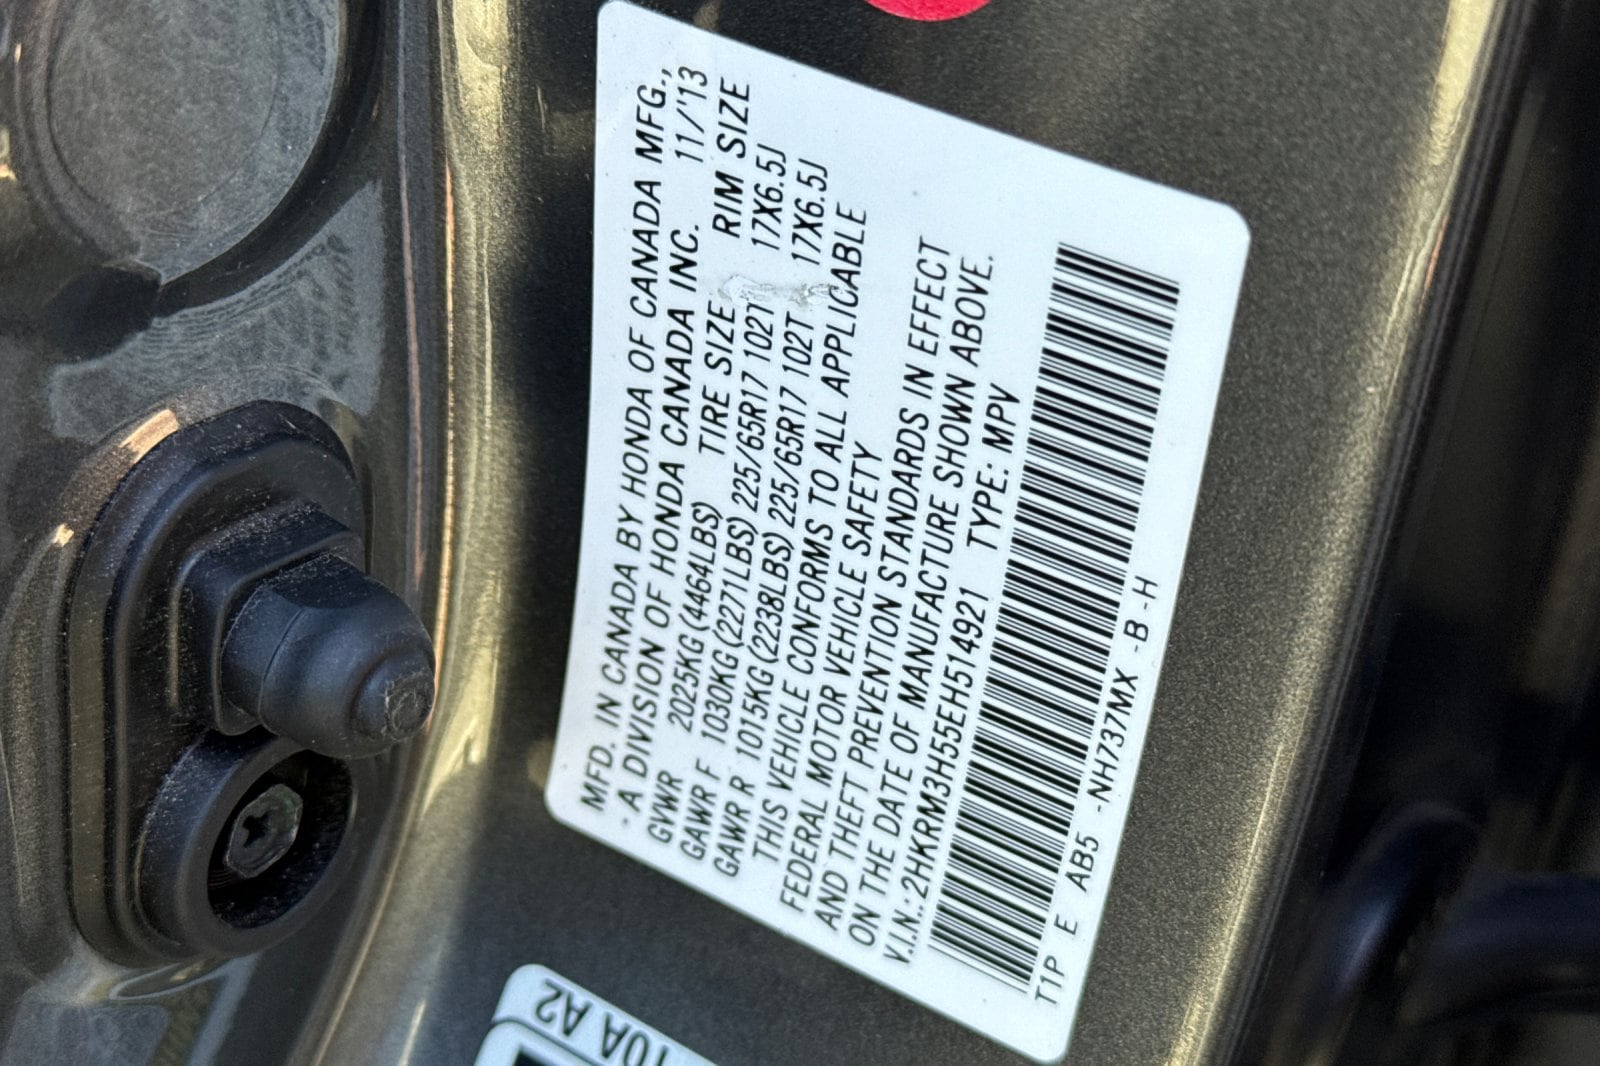 MFD. IN CANADA BY HONDA OF CANADA MFG.,
- A DIVISION OF HONDA CANADA INC. 11/'13
GVWR 2025KG(4464LBS) TIRE SIZE RIM SIZE
GAWR F 1030KG(2271LBS) 225/65R17 102T 17X6.5J
GAWR R 1015KG(2238LBS) 225/65R17 102T 17X6.5J
THIS VEHICLE CONFORMS TO ALL APPLICABLE
FEDERAL MOTOR VEHICLE SAFETY
AND THEFT PREVENTION STANDARDS IN EFFECT
ON THE DATE OF MANUFACTURE SHOWN ABOVE.
V.I.N.:2HKRM3H55EH514921 TYPE: MPV
T1P E AB5 -NH737MX -B -H
10A A2